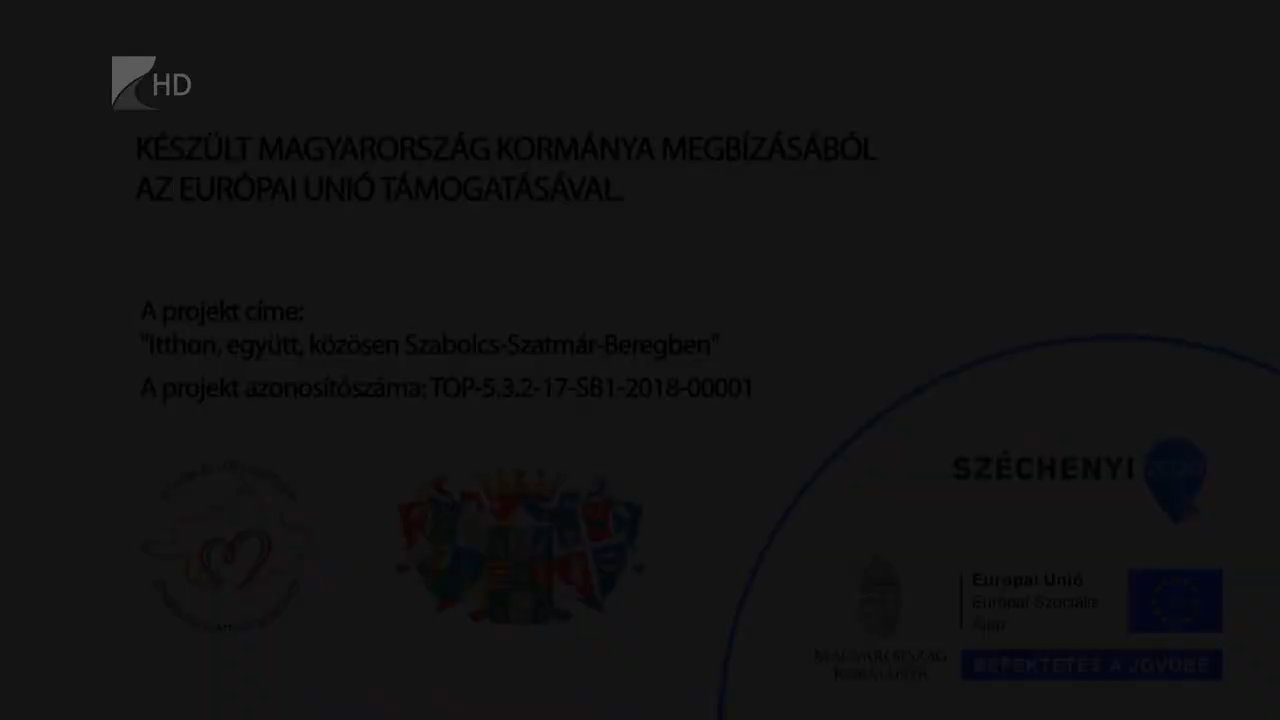 HD
KÉSZÜLT MAGYARORSZÁG KORMÁNYA MEGBÍZÁSÁBÓL
AZ EURÓPAI UNIÓ TÁMOGATÁSÁVAL.
A projekt címe:
"Itthon, együtt, közösen Szabolcs-Szatmár-Beregben"
A projekt azonosítószáma: TOP-5.3.2-17-SB1-2018-00001
SZÉCHENYI 2020
Európai Unió
Európai Szociális
Alap
MAGYARORSZÁG
KORMÁNYA
BEFEKTETÉS A JÖVŐBE